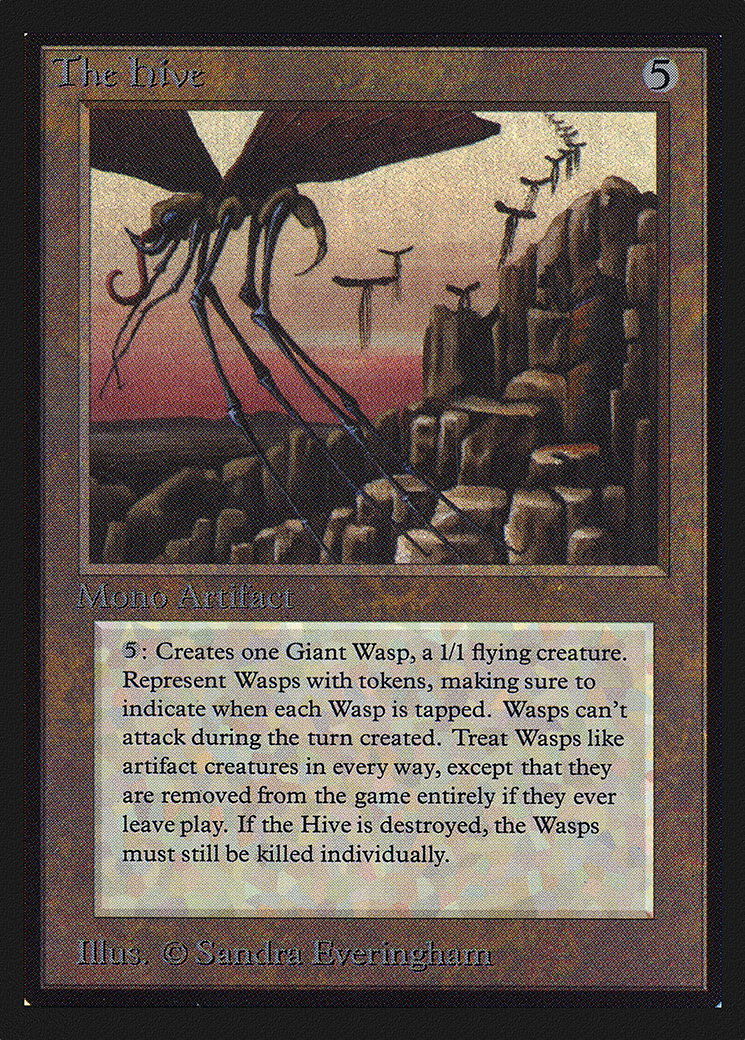 The Hive 5
Mono Artifact
5: Creates one Giant Wasp, a 1/1 flying creature.
Represent Wasps with tokens, making sure to
indicate when each Wasp is tapped. Wasps can't
attack during the turn created. Treat Wasps like
artifact creatures in every way, except that they
are removed from the game entirely if they ever
leave play. If the Hive is destroyed, the Wasps
must still be killed individually.
Illus. © Sandra Everingham